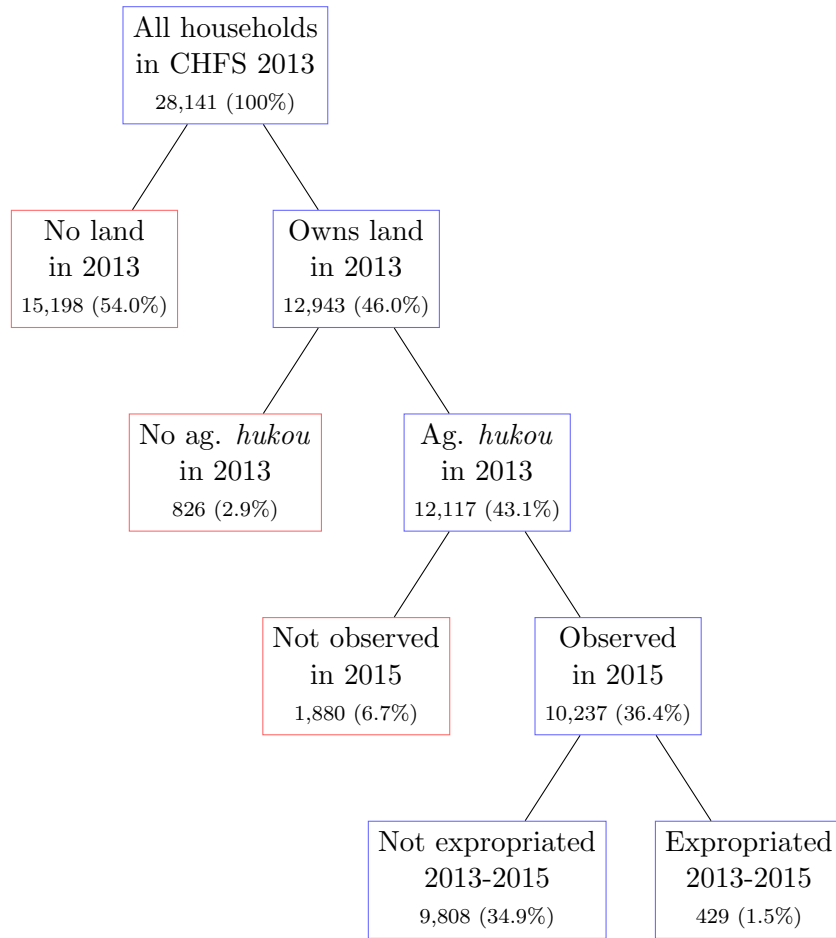 All households
in CHFS 2013
28,141 (100%)
No land
in 2013
15,198 (54.0%)
Owns land
in 2013
12,943 (46.0%)
No ag. hukou
in 2013
826 (2.9%)
Ag. hukou
in 2013
12,117 (43.1%)
Not observed
in 2015
1,880 (6.7%)
Observed
in 2015
10,237 (36.4%)
Not expropriated
2013-2015
9,808 (34.9%)
Expropriated
2013-2015
429 (1.5%)